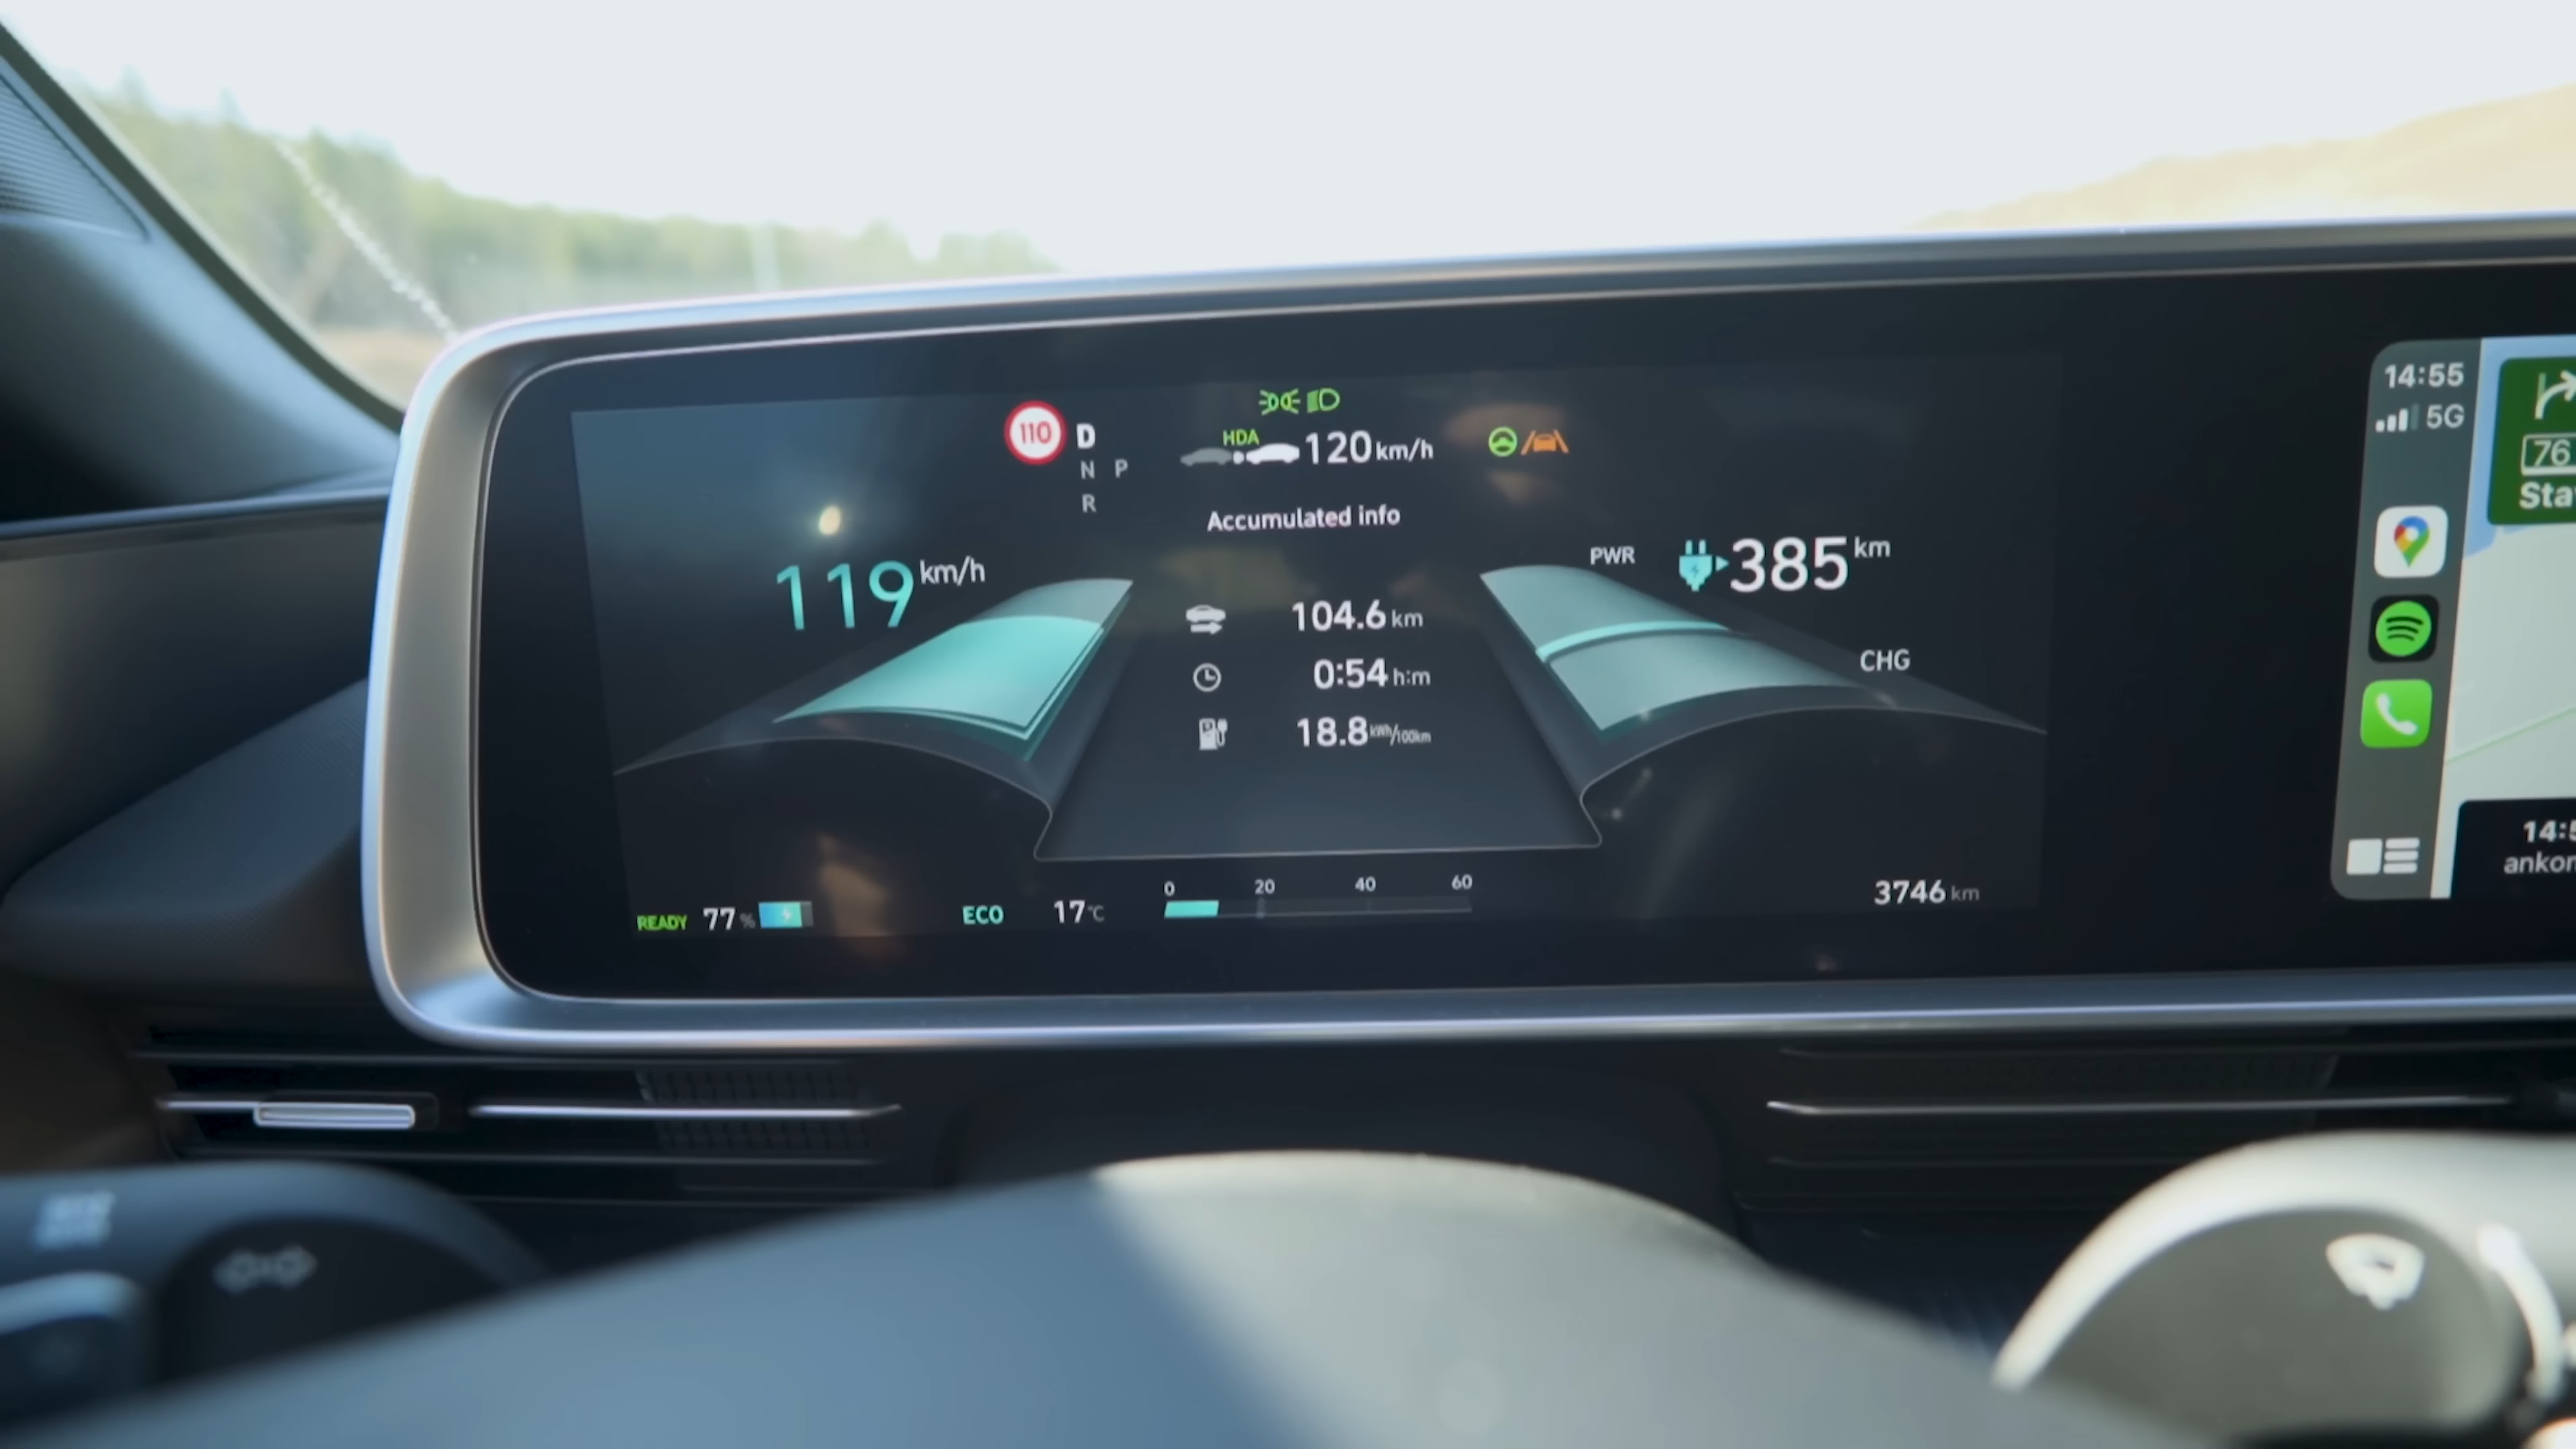 110
D
N P
R
HDA
120 km/h
Accumulated info
119 km/h
104.6 km
0:54 h:m
18.8 kWh/100km
PWR
385 km
CHG
READY 77 %
ECO 17 °C
0 20 40 60
3746 km
14:55
5G
76
Sta
14:5
ankom